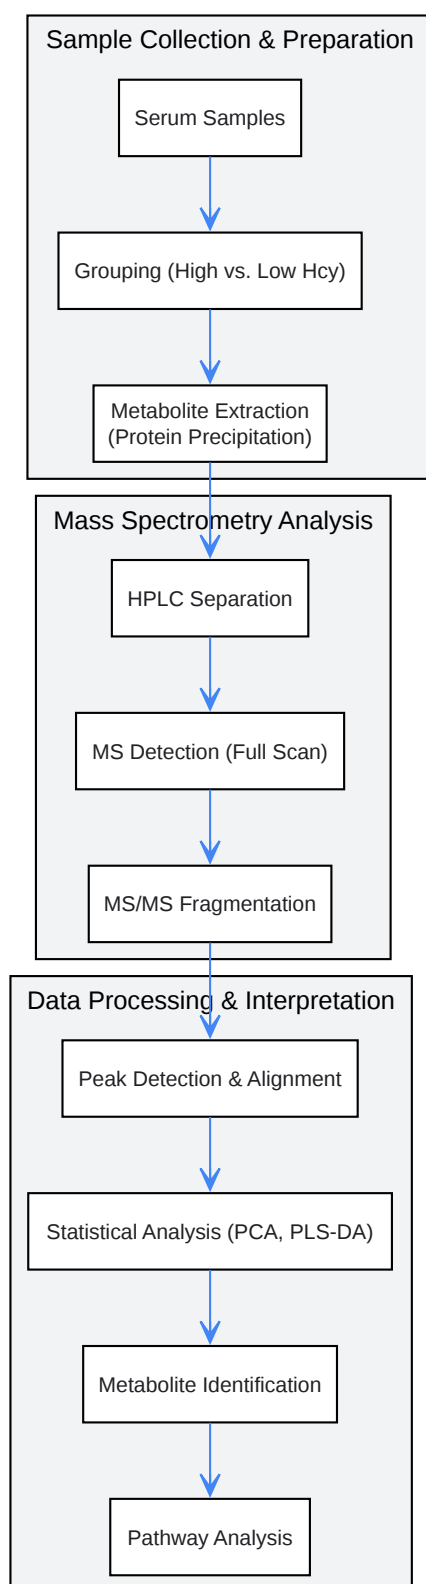 Sample Collection & Preparation
Serum Samples
Grouping (High vs. Low Hcy)
Metabolite Extraction
(Protein Precipitation)
Mass Spectrometry Analysis
HPLC Separation
MS Detection (Full Scan)
MS/MS Fragmentation
Data Processing & Interpretation
Peak Detection & Alignment
Statistical Analysis (PCA, PLS-DA)
Metabolite Identification
Pathway Analysis